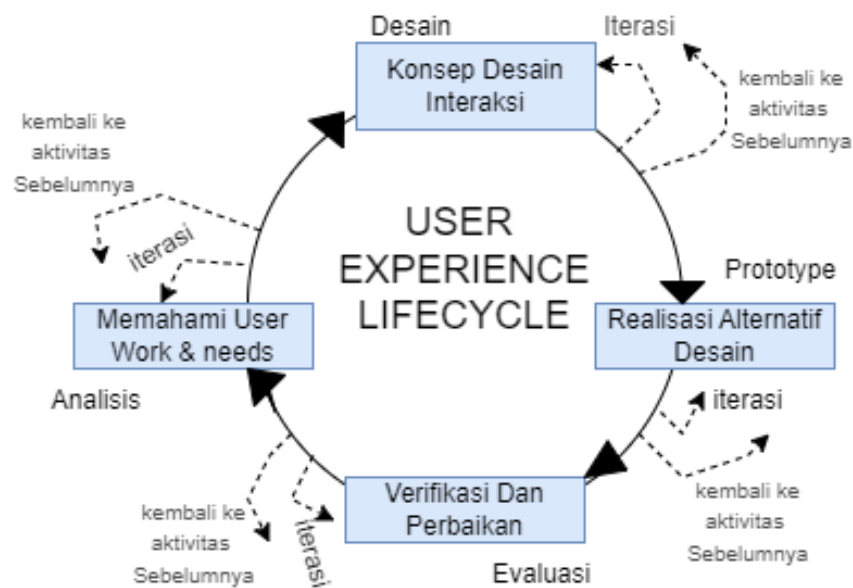 Desain
Iterasi
Konsep Desain
Interaksi
kembali ke
aktivitas
Sebelumnya
kembali ke
aktivitas
Sebelumnya
iterasi
USER
EXPERIENCE
LIFECYCLE
Prototype
Memahami User
Work & needs
Realisasi Alternatif
Desain
Analisis
iterasi
Verifikasi Dan
Perbaikan
kembali ke
aktivitas
Sebelumnya
iterasi
kembali ke
aktivitas
Sebelumnya
Evaluasi